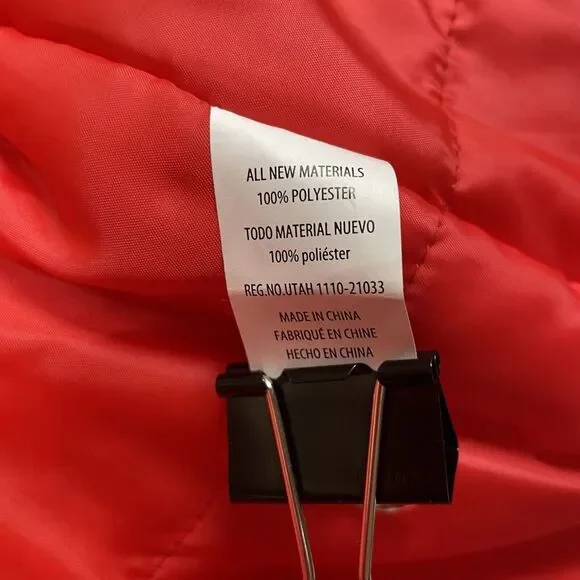 ALL NEW MATERIALS
100% POLYESTER
TODO MATERIAL NUEVO
100% poliéster
REG.NO.UTAH 1110-21033
MADE IN CHINA
FABRIQUÉ EN CHINE
HECHO EN CHINA